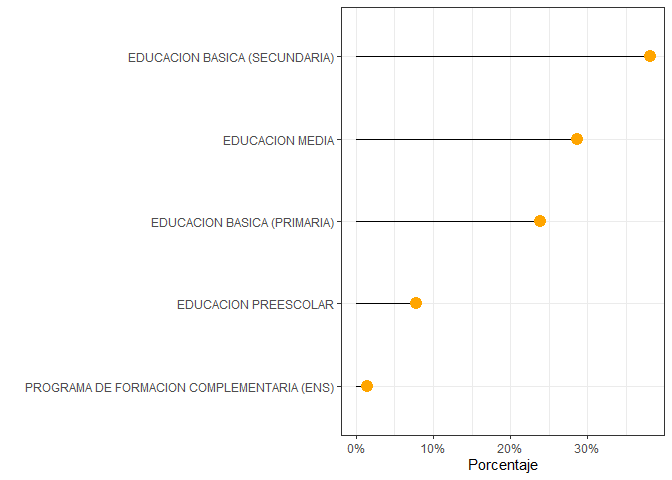 EDUCACION BASICA (SECUNDARIA)
EDUCACION MEDIA
EDUCACION BASICA (PRIMARIA)
EDUCACION PREESCOLAR
PROGRAMA DE FORMACION COMPLEMENTARIA (ENS)
0% 10% 20% 30%
Porcentaje